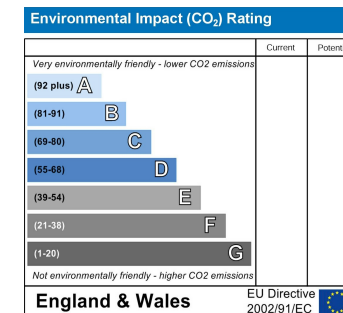 Environmental Impact (CO₂) Rating
Current Potent
Very environmentally friendly - lower CO2 emissions
(92 plus) A
(81-91) B
(69-80) C
(55-68) D
(39-54) E
(21-38) F
(1-20) G
Not environmentally friendly - higher CO2 emissions
England & Wales
EU Directive
2002/91/EC